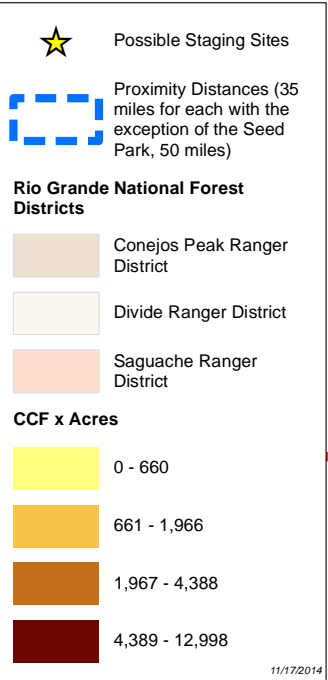 Possible Staging Sites
Proximity Distances (35
miles for each with the
exception of the Seed
Park, 50 miles)
Rio Grande National Forest
Districts
Conejos Peak Ranger
District
Divide Ranger District
Saguache Ranger
District
CCF x Acres
0 - 660
661 - 1,966
1,967 - 4,388
4,389 - 12,998
11/17/2014